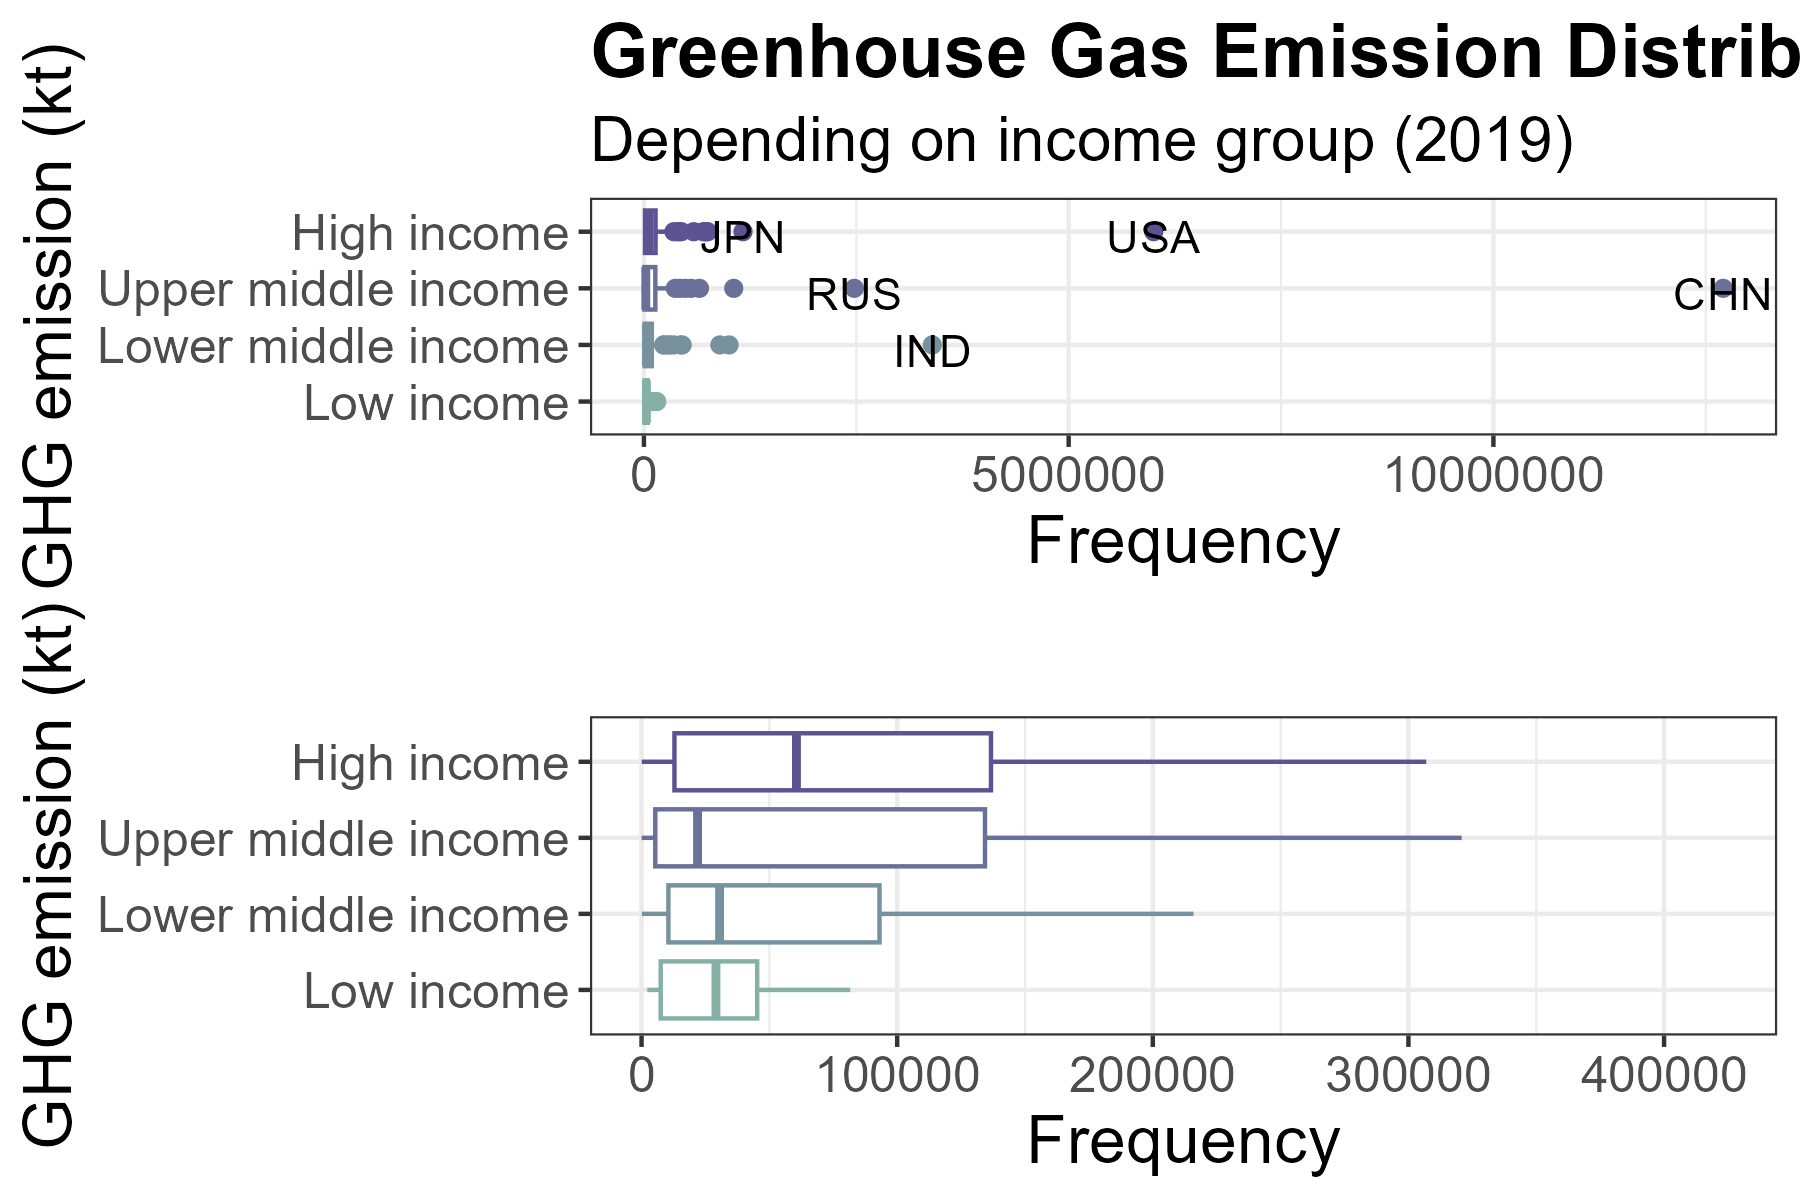 Greenhouse Gas Emission Distrib
Depending on income group (2019)
GHG emission (kt)
High income
Upper middle income
Lower middle income
Low income
JPN
USA
RUS
CHN
IND
0 5000000 10000000
Frequency
GHG emission (kt)
High income
Upper middle income
Lower middle income
Low income
0 100000 200000 300000 400000
Frequency